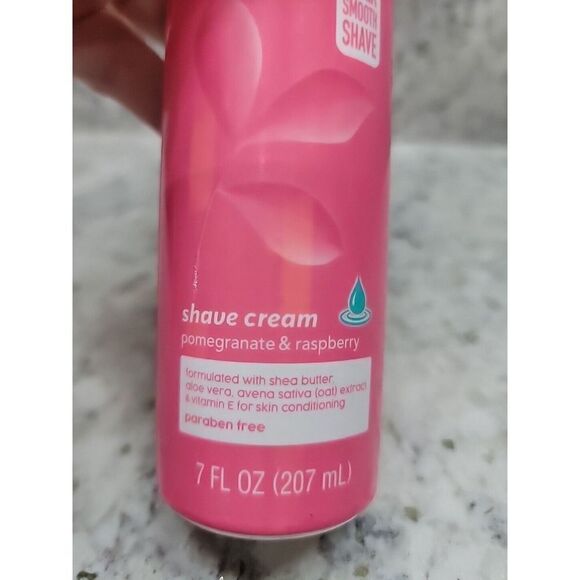 SMOOTH
SHAVE
shave cream
pomegranate & raspberry
formulated with shea butter
aloe vera, avena sativa (oat) extract
& vitamin E for skin conditioning
paraben free
7 FL OZ (207 mL)